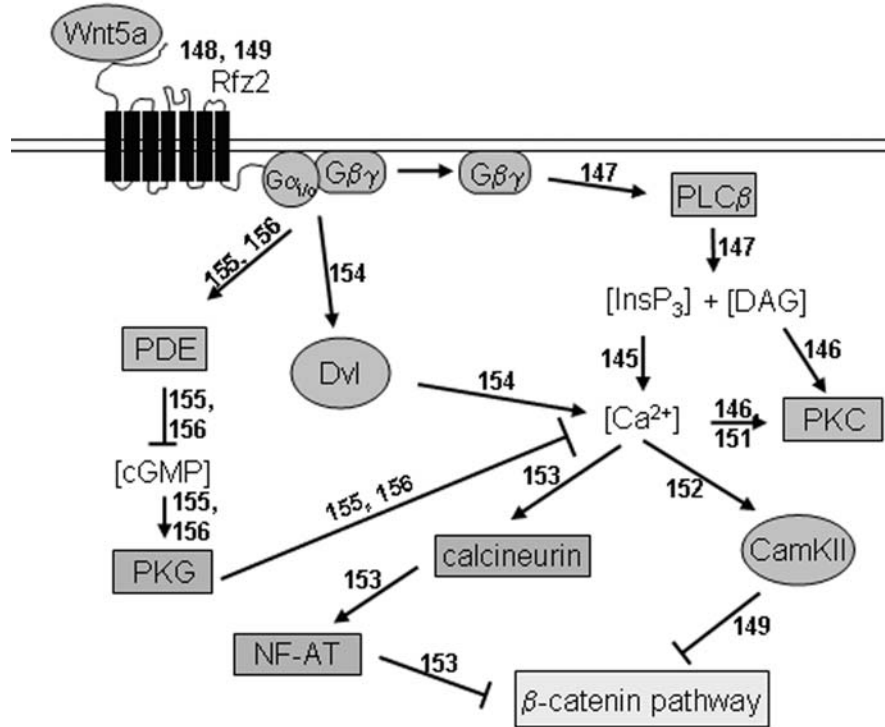 Wnt5a
148, 149
Rfz2
Gαi/o
Gβγ
Gβγ
147
PLCβ
155, 156
154
147
[InsP3] + [DAG]
PDE
Dvl
145
146
155,
156
154
[Ca2+]
146,
151
PKC
[cGMP]
155,
156
155, 156
153
152
PKG
calcineurin
CamKII
153
149
NF-AT
153
β-catenin pathway